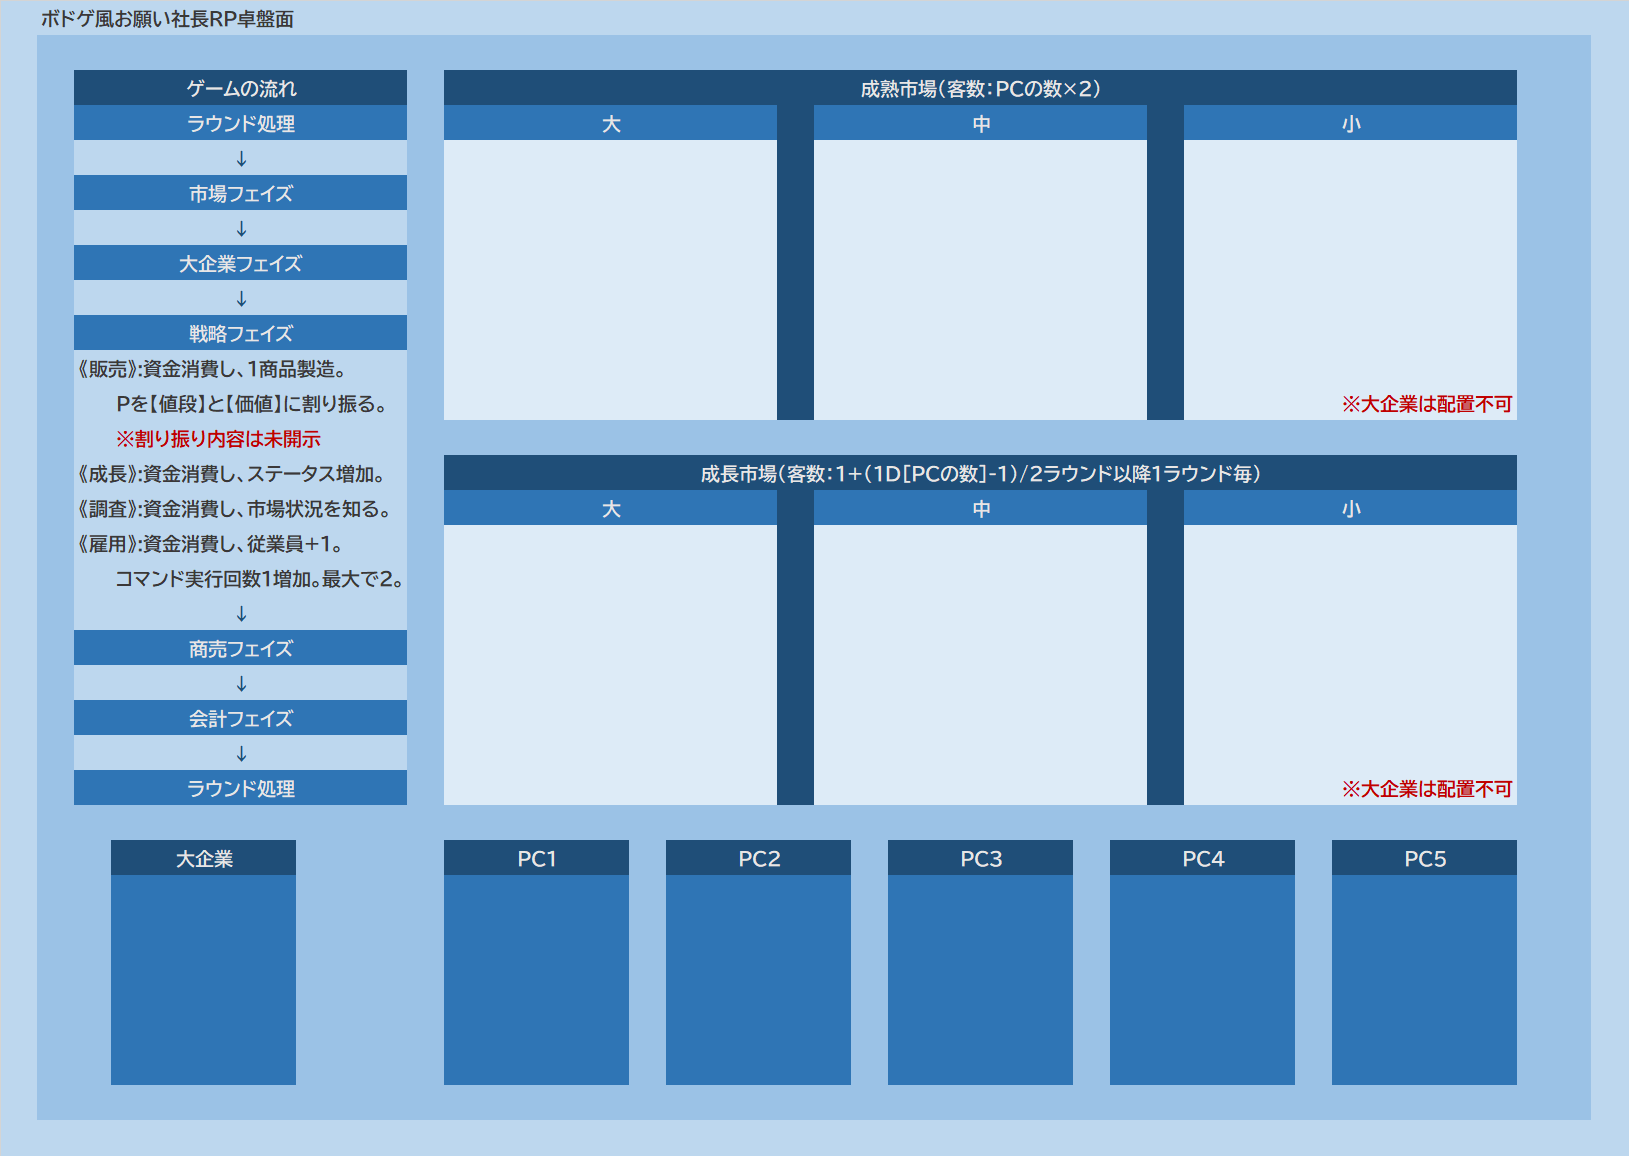 ボドゲ風お願い社長RP卓盤面
ゲームの流れ
ラウンド処理
↓
市場フェイズ
↓
大企業フェイズ
↓
戦略フェイズ
《販売》:資金消費し、1商品製造。
Pを【値段】と【価値】に割り振る。
※割り振り内容は未開示
《成長》:資金消費し、ステータス増加。
《調査》:資金消費し、市場状況を知る。
《雇用》:資金消費し、従業員+1。
コマンド実行回数1増加。最大で2。
↓
商売フェイズ
↓
会計フェイズ
↓
ラウンド処理
成熟市場(客数:PCの数×2)
大
中
小
※大企業は配置不可
成長市場(客数:1+(1D[PCの数]-1)/2ラウンド以降1ラウンド毎)
大
中
小
※大企業は配置不可
大企業
PC1
PC2
PC3
PC4
PC5